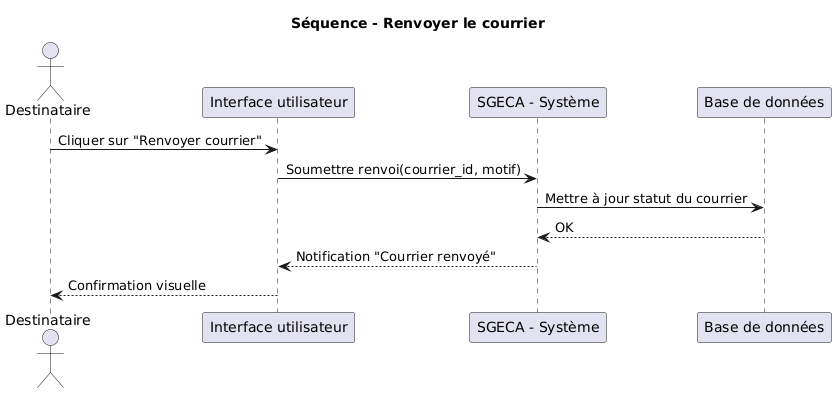 Séquence - Renvoyer le courrier
Destinataire
Interface utilisateur
SGECA - Système
Base de données
Cliquer sur "Renvoyer courrier"
Soumettre renvoi(courrier_id, motif)
Mettre à jour statut du courrier
OK
Notification "Courrier renvoyé"
Confirmation visuelle
Destinataire
Interface utilisateur
SGECA - Système
Base de données